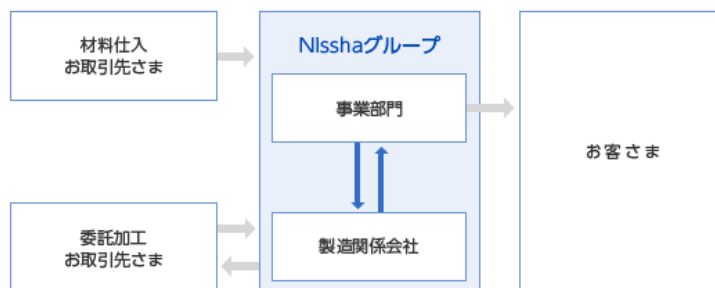 材料仕入
お取引先さま
Nisshaグループ
事業部門
お客さま
委託加工
お取引先さま
製造関係会社